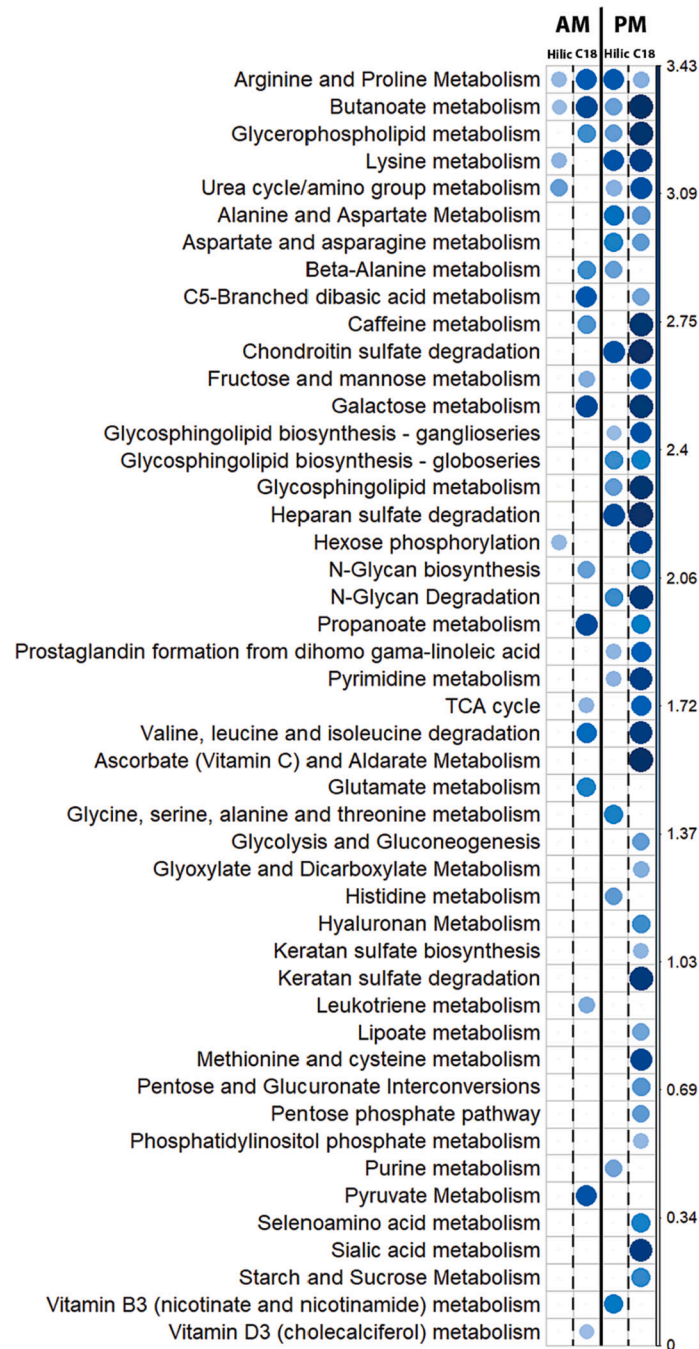 AM PM
Hilic C18 Hilic C18
3.43
Arginine and Proline Metabolism
Butanoate metabolism
Glycerophospholipid metabolism
Lysine metabolism
Urea cycle/amino group metabolism
3.09
Alanine and Aspartate Metabolism
Aspartate and asparagine metabolism
Beta-Alanine metabolism
C5-Branched dibasic acid metabolism
Caffeine metabolism
2.75
Chondroitin sulfate degradation
Fructose and mannose metabolism
Galactose metabolism
Glycosphingolipid biosynthesis - ganglioseries
2.4
Glycosphingolipid biosynthesis - globoseries
Glycosphingolipid metabolism
Heparan sulfate degradation
Hexose phosphorylation
N-Glycan biosynthesis
2.06
N-Glycan Degradation
Propanoate metabolism
Prostaglandin formation from dihomo gama-linoleic acid
Pyrimidine metabolism
TCA cycle
1.72
Valine, leucine and isoleucine degradation
Ascorbate (Vitamin C) and Aldarate Metabolism
Glutamate metabolism
Glycine, serine, alanine and threonine metabolism
1.37
Glycolysis and Gluconeogenesis
Glyoxylate and Dicarboxylate Metabolism
Histidine metabolism
Hyaluronan Metabolism
Keratan sulfate biosynthesis
1.03
Keratan sulfate degradation
Leukotriene metabolism
Lipoate metabolism
Methionine and cysteine metabolism
Pentose and Glucuronate Interconversions
0.69
Pentose phosphate pathway
Phosphatidylinositol phosphate metabolism
Purine metabolism
Pyruvate Metabolism
0.34
Selenoamino acid metabolism
Sialic acid metabolism
Starch and Sucrose Metabolism
Vitamin B3 (nicotinate and nicotinamide) metabolism
Vitamin D3 (cholecalciferol) metabolism
0